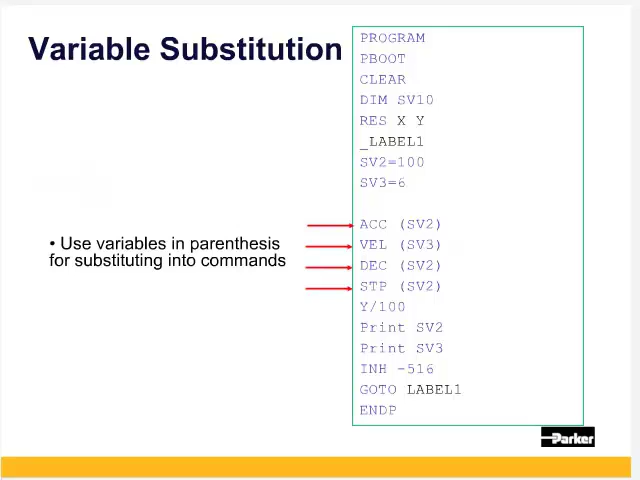 Variable Substitution
PROGRAM
PBOOT
CLEAR
DIM SV10
RES X Y
_LABEL1
SV2=100
SV3=6
ACC (SV2)
VEL (SV3)
DEC (SV2)
STP (SV2)
Y/100
Print SV2
Print SV3
INH -516
GOTO LABEL1
ENDP
• Use variables in parenthesis
for substituting into commands
Parker